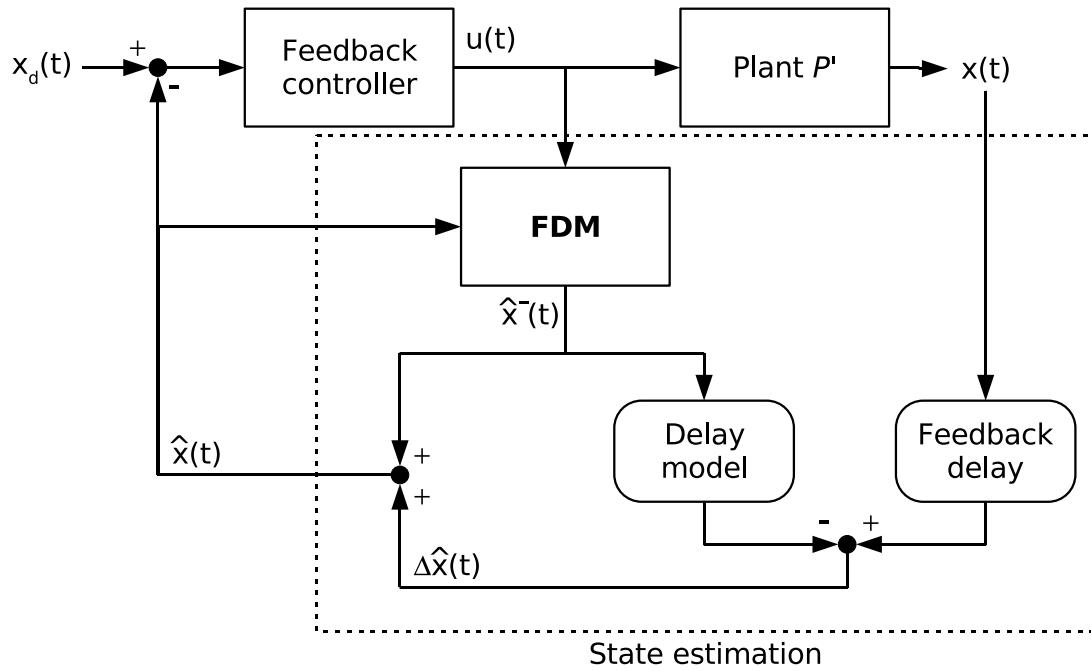 x_d(t)
+
-
Feedback
controller
u(t)
Plant P'
x(t)
FDM
x̂⁻(t)
Delay
model
Feedback
delay
x̂(t)
+
+
-
+
Δx̂(t)
State estimation